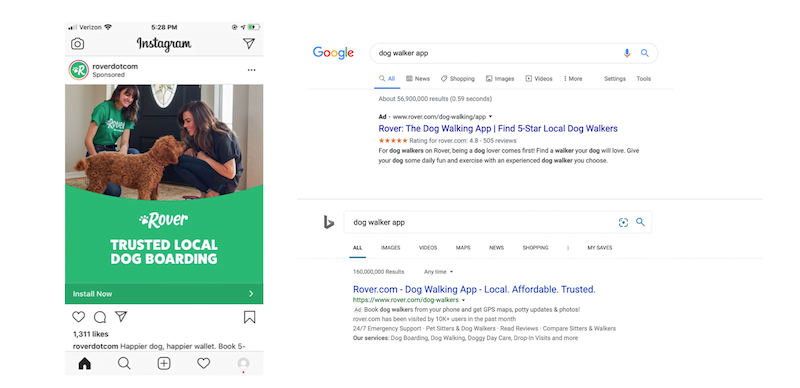 Verizon
5:28 PM
Instagram
roverdotcom
Sponsored
Rover
Rover
TRUSTED LOCAL
DOG BOARDING
Install Now
1,311 likes
roverdotcom Happier dog, happier wallet. Book 5-
Google
dog walker app
All News Shopping Images Videos More Settings Tools
About 56,900,000 results (0.59 seconds)
Ad · www.rover.com/dog-walking/app
Rover: The Dog Walking App | Find 5-Star Local Dog Walkers
Rating for rover.com: 4.8 - 505 reviews
For dog walkers on Rover, being a dog lover comes first! Find a walker your dog will love. Give
your dog some daily fun and exercise with an experienced dog walker you choose.
dog walker app
ALL IMAGES VIDEOS MAPS NEWS SHOPPING | MY SAVES
160,000,000 Results Any time
Rover.com - Dog Walking App - Local. Affordable. Trusted.
https://www.rover.com/dog-walkers
Ad Book dog walkers from your phone and get GPS maps, potty updates & photos!
rover.com has been visited by 10K+ users in the past month
24/7 Emergency Support · Pet Sitters & Dog Walkers · Read Reviews · Compare Sitters & Walkers
Our services: Dog Boarding, Dog Walking, Doggy Day Care, Drop-In Visits and more